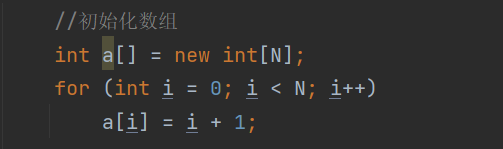 //初始化数组
int a[] = new int[N];
for (int i = 0; i < N; i++)
a[i] = i + 1;